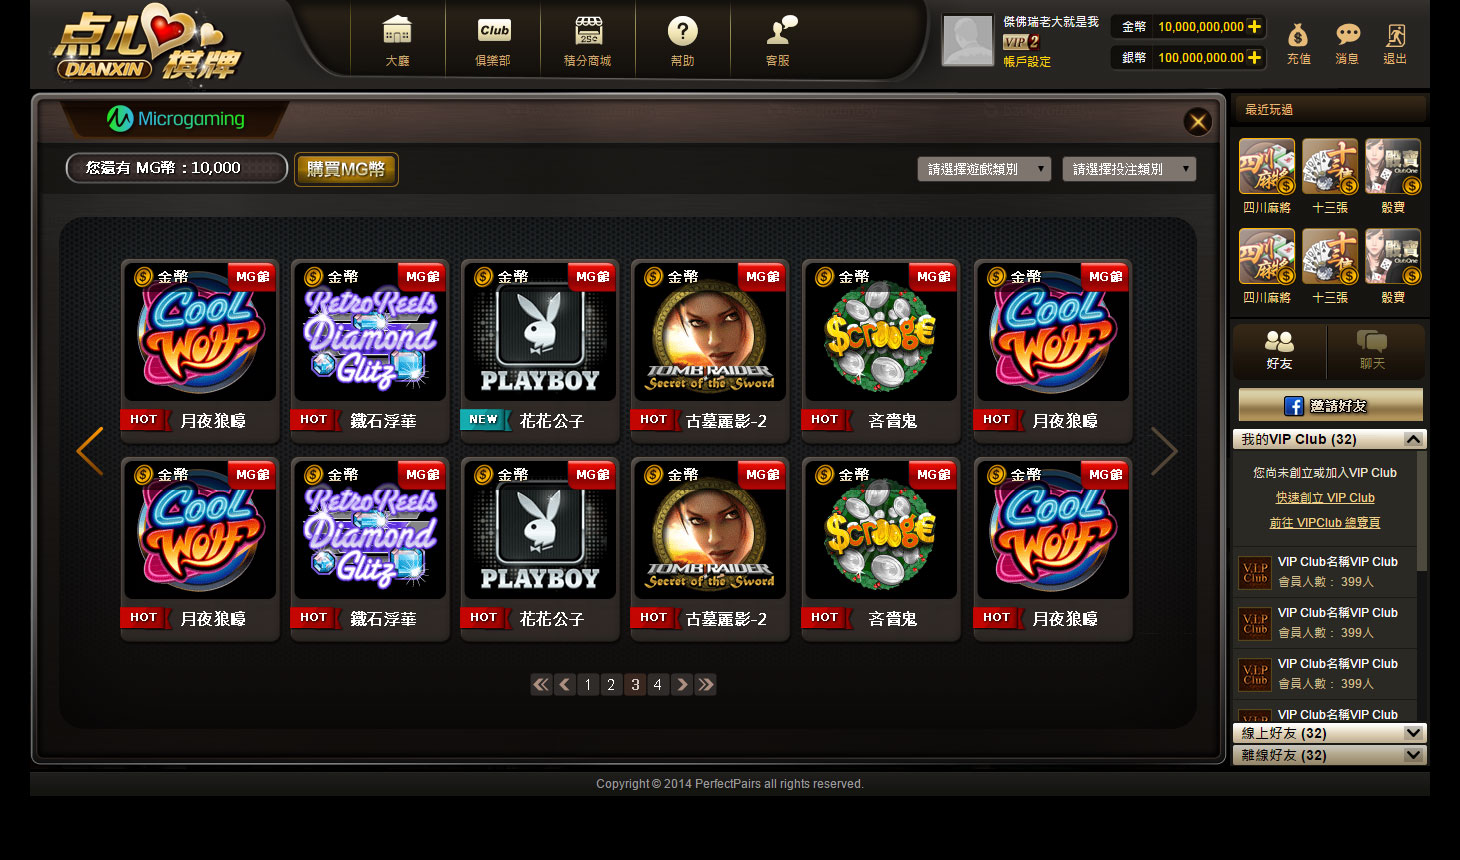 点心棋牌
DIANXIN
大廳
Club
俱樂部
25¢
積分商城
?
幫助
客服
傑佛瑞老大就是我
VIP 2
帳戶設定
金幣 10,000,000,000
銀幣 100,000,000.00
充值
消息
退出
Microgaming
您還有 MG幣：10,000
購買MG幣
請選擇遊戲類別
請選擇投注類別
金幣 MG館
COOL WOLF
HOT 月夜狼嚎
金幣 MG館
Retro Reels Diamond Glitz
HOT 鐵石浮華
金幣 MG館
PLAYBOY
NEW 花花公子
金幣 MG館
TOMB RAIDER
Secret of the Sword
HOT 古墓麗影-2
金幣 MG館
$crooge
HOT 吝嗇鬼
金幣 MG館
COOL WOLF
HOT 月夜狼嚎
金幣 MG館
COOL WOLF
HOT 月夜狼嚎
金幣 MG館
Retro Reels Diamond Glitz
HOT 鐵石浮華
金幣 MG館
PLAYBOY
HOT 花花公子
金幣 MG館
TOMB RAIDER
Secret of the Sword
HOT 古墓麗影-2
金幣 MG館
$crooge
HOT 吝嗇鬼
金幣 MG館
COOL WOLF
HOT 月夜狼嚎
1 2 3 4
最近玩過
四川麻將 十三張 骰寶
四川麻將 十三張 骰寶
好友 聊天
邀請好友
我的VIP Club (32)
您尚未創立或加入VIP Club
快速創立 VIP Club
前往 VIPClub 總覽頁
V.I.P Club
VIP Club名稱VIP Club
會員人數： 399人
V.I.P Club
VIP Club名稱VIP Club
會員人數： 399人
V.I.P Club
VIP Club名稱VIP Club
會員人數： 399人
VIP Club名稱VIP Club
線上好友 (32)
離線好友 (32)
Copyright © 2014 PerfectPairs all rights reserved.